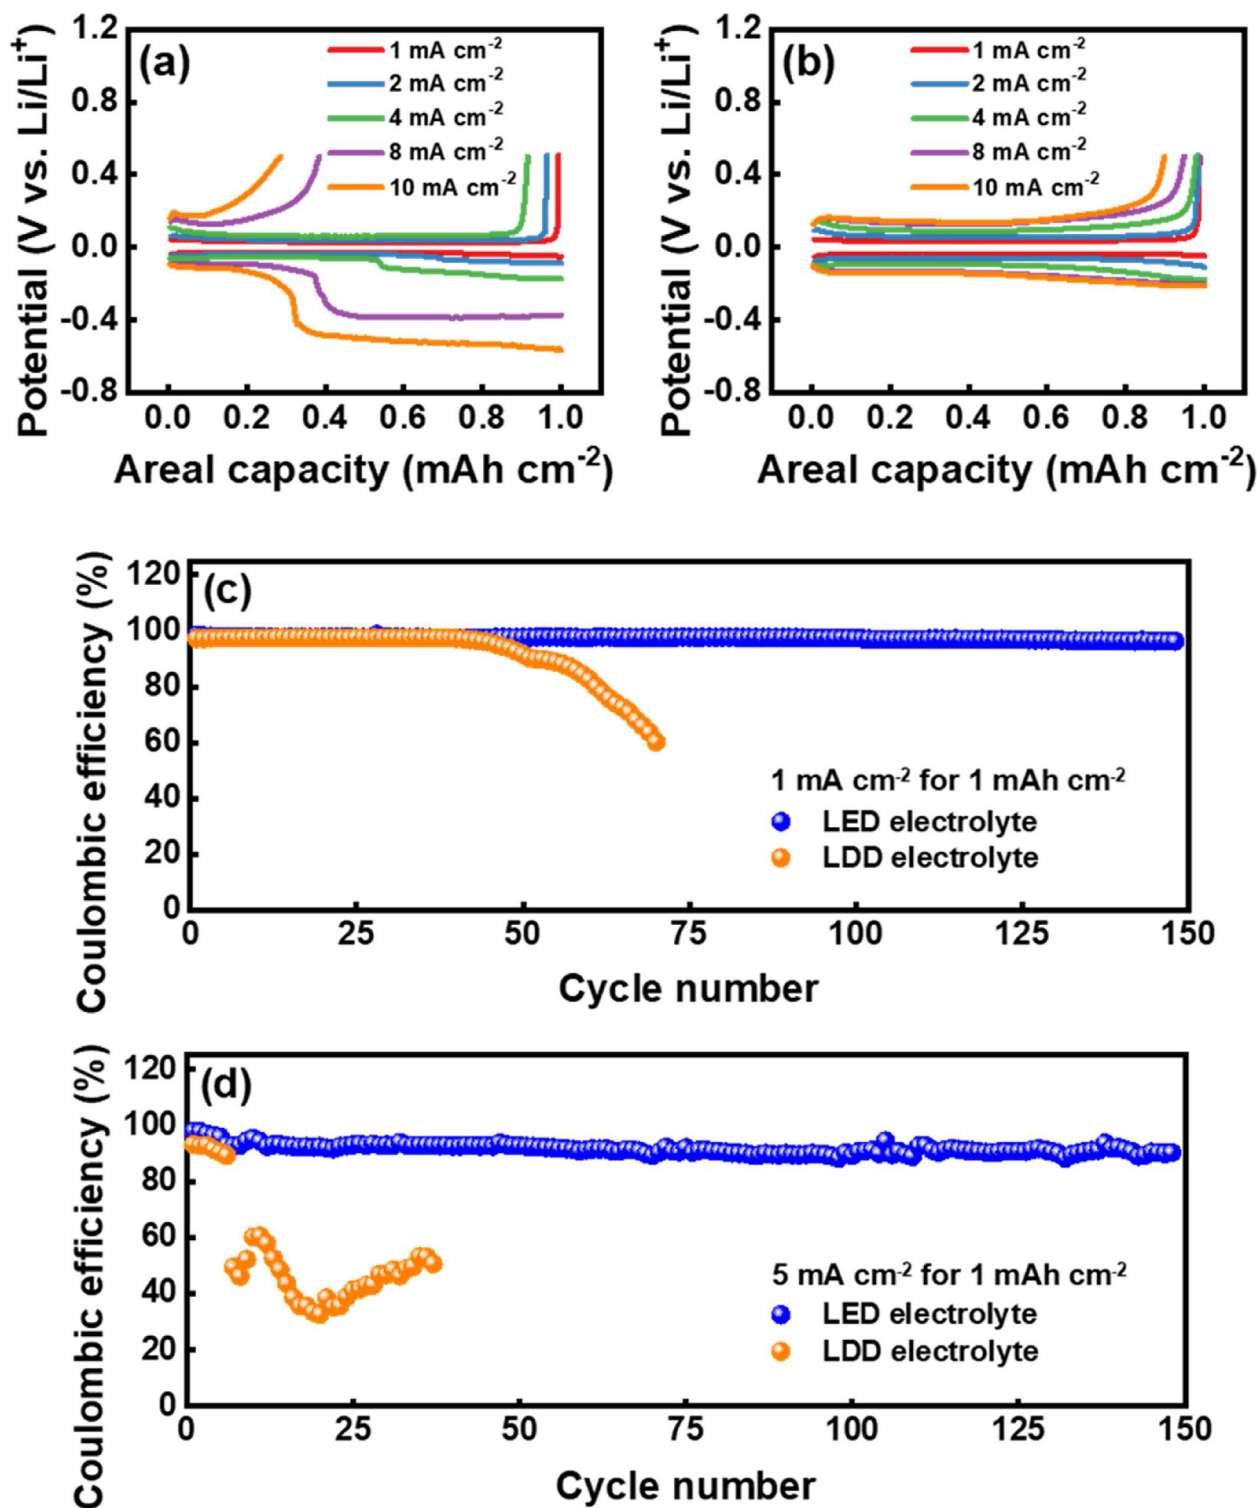 (a)
1 mA cm⁻²
2 mA cm⁻²
4 mA cm⁻²
8 mA cm⁻²
10 mA cm⁻²
Potential (V vs. Li/Li⁺)
1.2
0.8
0.4
0.0
-0.4
-0.8
0.0 0.2 0.4 0.6 0.8 1.0
Areal capacity (mAh cm⁻²)
(b)
1 mA cm⁻²
2 mA cm⁻²
4 mA cm⁻²
8 mA cm⁻²
10 mA cm⁻²
Potential (V vs. Li/Li⁺)
1.2
0.8
0.4
0.0
-0.4
-0.8
0.0 0.2 0.4 0.6 0.8 1.0
Areal capacity (mAh cm⁻²)
(c)
Coulombic efficiency (%)
120
100
80
60
40
20
0
1 mA cm⁻² for 1 mAh cm⁻²
LED electrolyte
LDD electrolyte
0 25 50 75 100 125 150
Cycle number
(d)
Coulombic efficiency (%)
120
100
80
60
40
20
0
5 mA cm⁻² for 1 mAh cm⁻²
LED electrolyte
LDD electrolyte
0 25 50 75 100 125 150
Cycle number